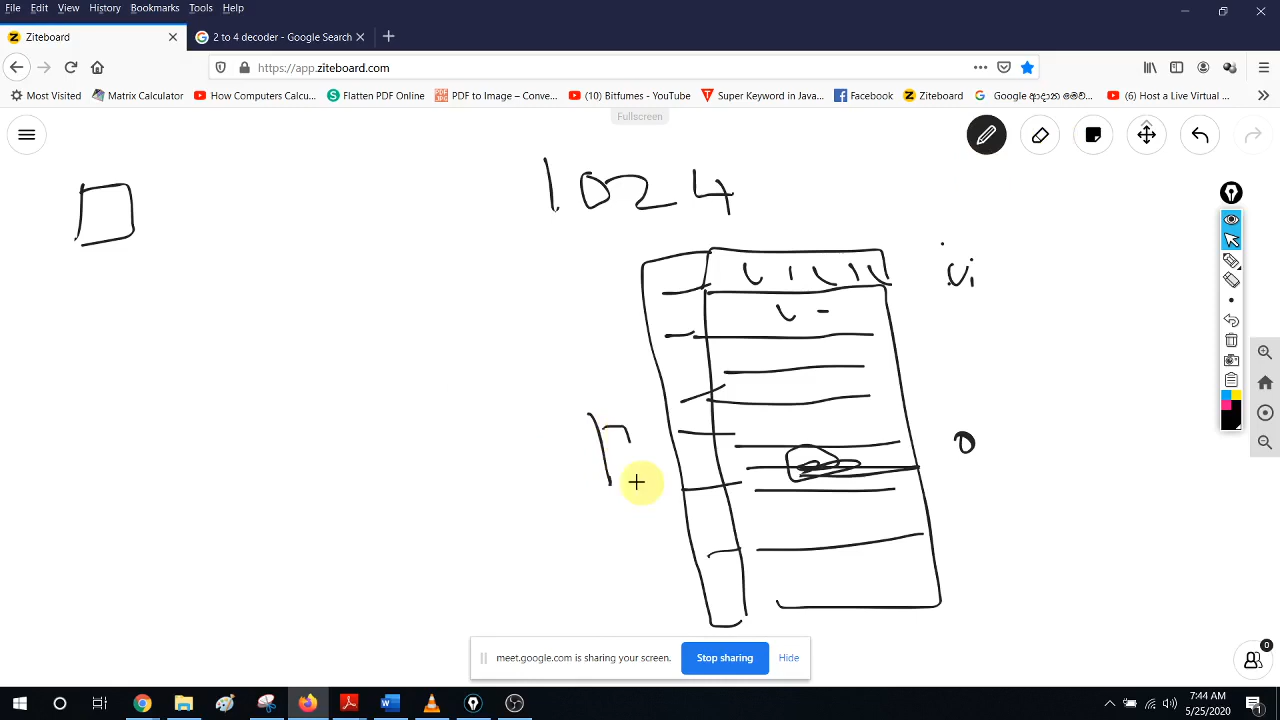 File Edit View History Bookmarks Tools Help
Ziteboard
2 to 4 decoder - Google Search
https://app.ziteboard.com
Most Visited
Matrix Calculator
How Computers Calcu...
Flatten PDF Online
PDF to Image – Conve...
(10) Bitfumes - YouTube
Super Keyword in Java(
Facebook
Ziteboard
Google
(6) Host a Live Virtual ...
Fullscreen
1024
0
0
meet.google.com is sharing your screen.
Stop sharing
Hide
7:44 AM
5/25/2020